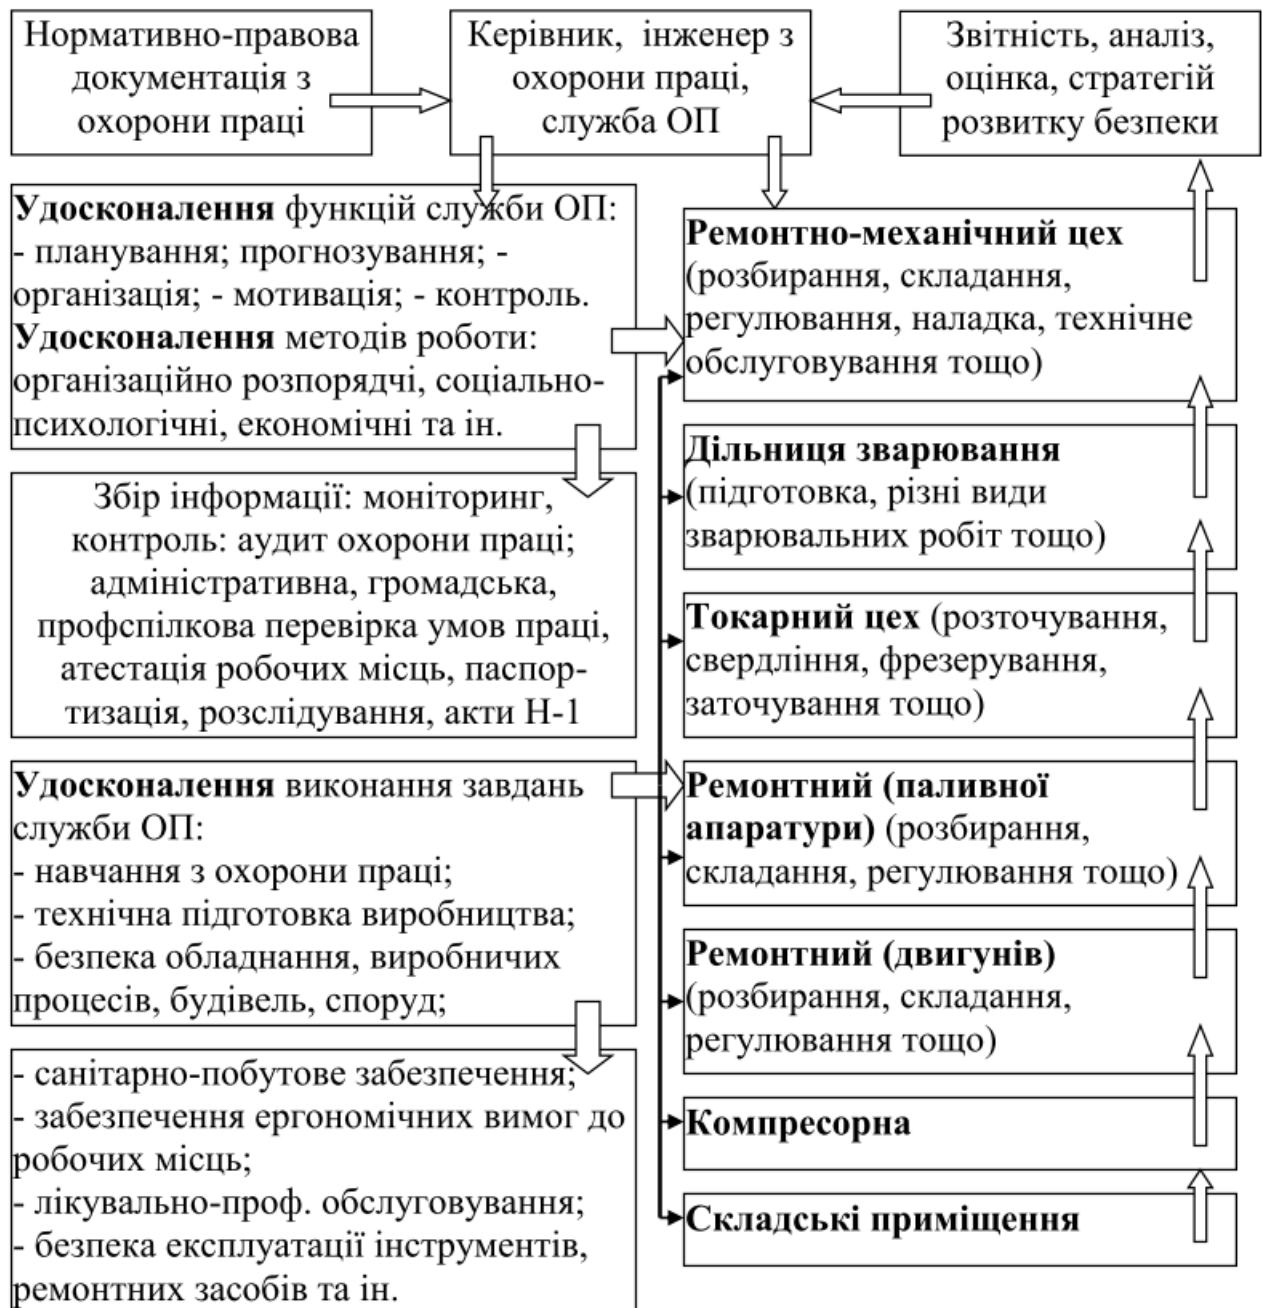 Нормативно-правова
документація з
охорони праці
Керівник, інженер з
охорони праці,
служба ОП
Звітність, аналіз,
оцінка, стратегій
розвитку безпеки
Удосконалення функцій служби ОП:
- планування; прогнозування; -
організація; - мотивація; - контроль.
Удосконалення методів роботи:
організаційно розпорядчі, соціально-
психологічні, економічні та ін.
Збір інформації: моніторинг,
контроль: аудит охорони праці;
адміністративна, громадська,
профспілкова перевірка умов праці,
атестація робочих місць, паспор-
тизація, розслідування, акти Н-1
Удосконалення виконання завдань
служби ОП:
- навчання з охорони праці;
- технічна підготовка виробництва;
- безпека обладнання, виробничих
процесів, будівель, споруд;
- санітарно-побутове забезпечення;
- забезпечення ергономічних вимог до
робочих місць;
- лікувально-проф. обслуговування;
- безпека експлуатації інструментів,
ремонтних засобів та ін.
Ремонтно-механічний цех
(розбирання, складання,
регулювання, наладка, технічне
обслуговування тощо)
Дільниця зварювання
(підготовка, різні види
зварювальних робіт тощо)
Токарний цех (розточування,
свердління, фрезерування,
заточування тощо)
Ремонтний (паливної
апаратури) (розбирання,
складання, регулювання тощо)
Ремонтний (двигунів)
(розбирання, складання,
регулювання тощо)
Компресорна
Складські приміщення